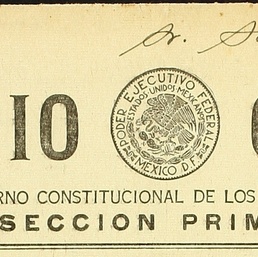 IO
PODER EJECUTIVO FEDERAL
ESTADOS UNIDOS MEXICANOS
MEXICO D.F.
RNO CONSTITUCIONAL DE LOS
SECCION PRIM